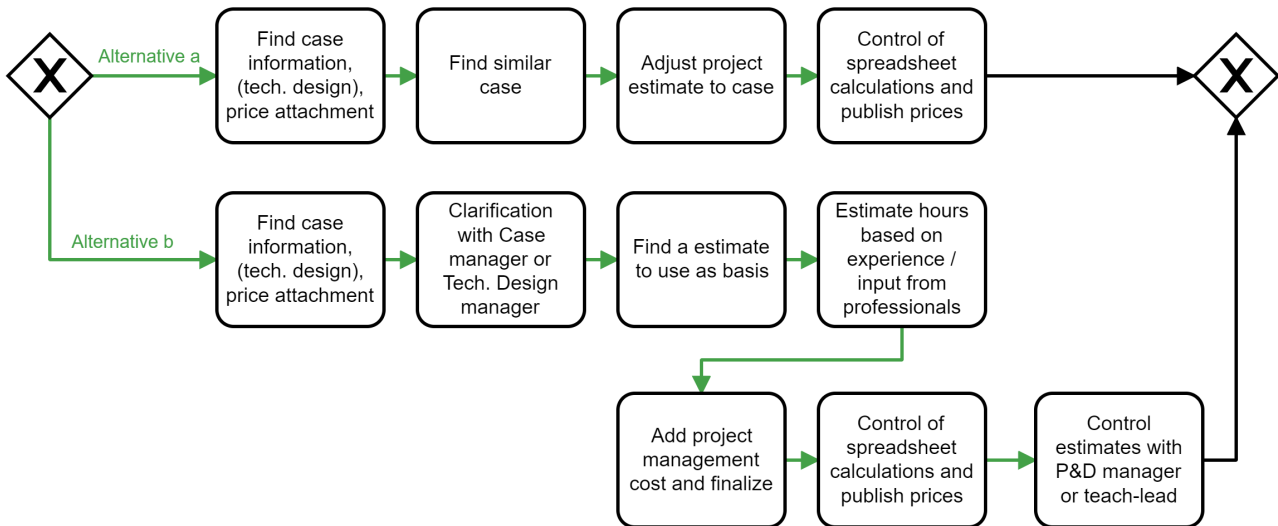 X
Alternative a
Find case
information,
(tech. design),
price attachment
Find similar
case
Adjust project
estimate to case
Control of
spreadsheet
calculations and
publish prices
X
Alternative b
Find case
information,
(tech. design),
price attachment
Clarification
with Case
manager or
Tech. Design
manager
Find a estimate
to use as basis
Estimate hours
based on
experience /
input from
professionals
Add project
management
cost and finalize
Control of
spreadsheet
calculations and
publish prices
Control
estimates with
P&D manager
or teach-lead